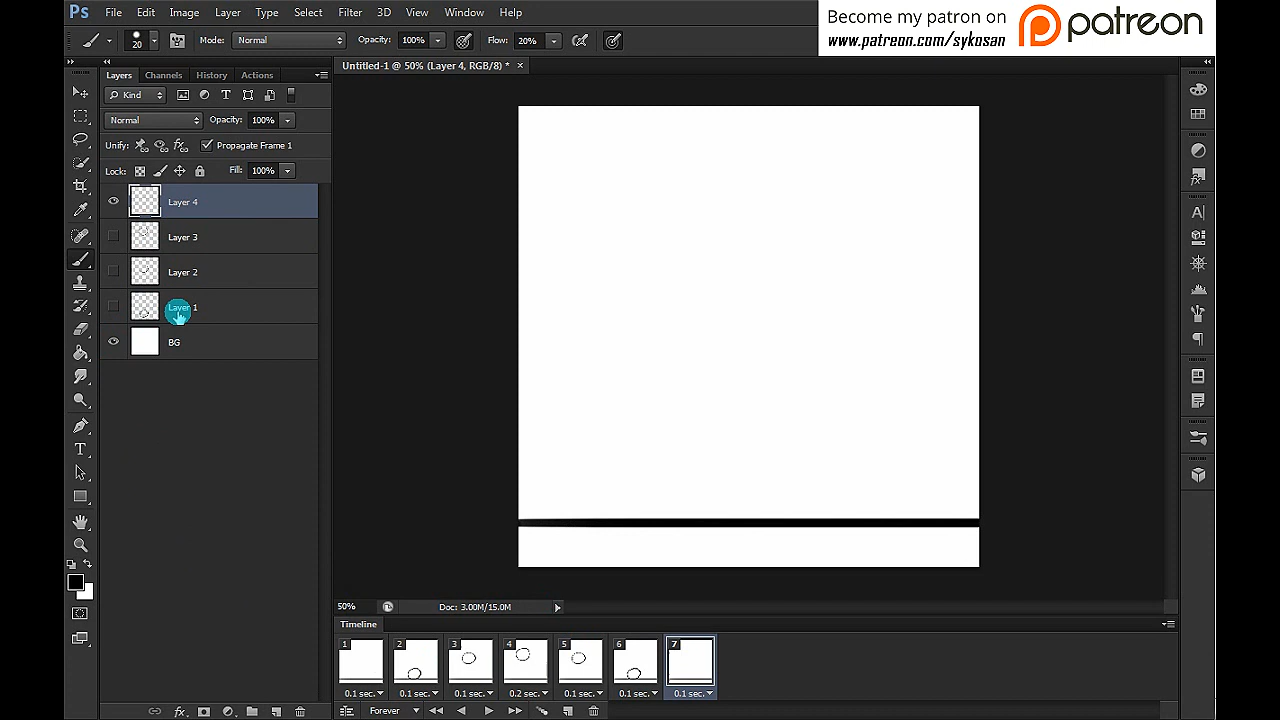 Ps File Edit Image Layer Type Select Filter 3D View Window Help
Become my patron on patreon
www.patreon.com/sykosan
20 Mode: Normal Opacity: 100% Flow: 20%
Layers Channels History Actions
Untitled-1 @ 50% (Layer 4, RGB/8) * ×
Kind
Normal Opacity: 100%
Unify: Propagate Frame 1
Lock: Fill: 100%
Layer 4
Layer 3
Layer 2
Layer 1
BG
50% Doc: 3.00M/15.0M
Timeline
1 2 3 4 5 6 7
0.1 sec. 0.1 sec. 0.1 sec. 0.2 sec. 0.1 sec. 0.1 sec. 0.1 sec.
Forever